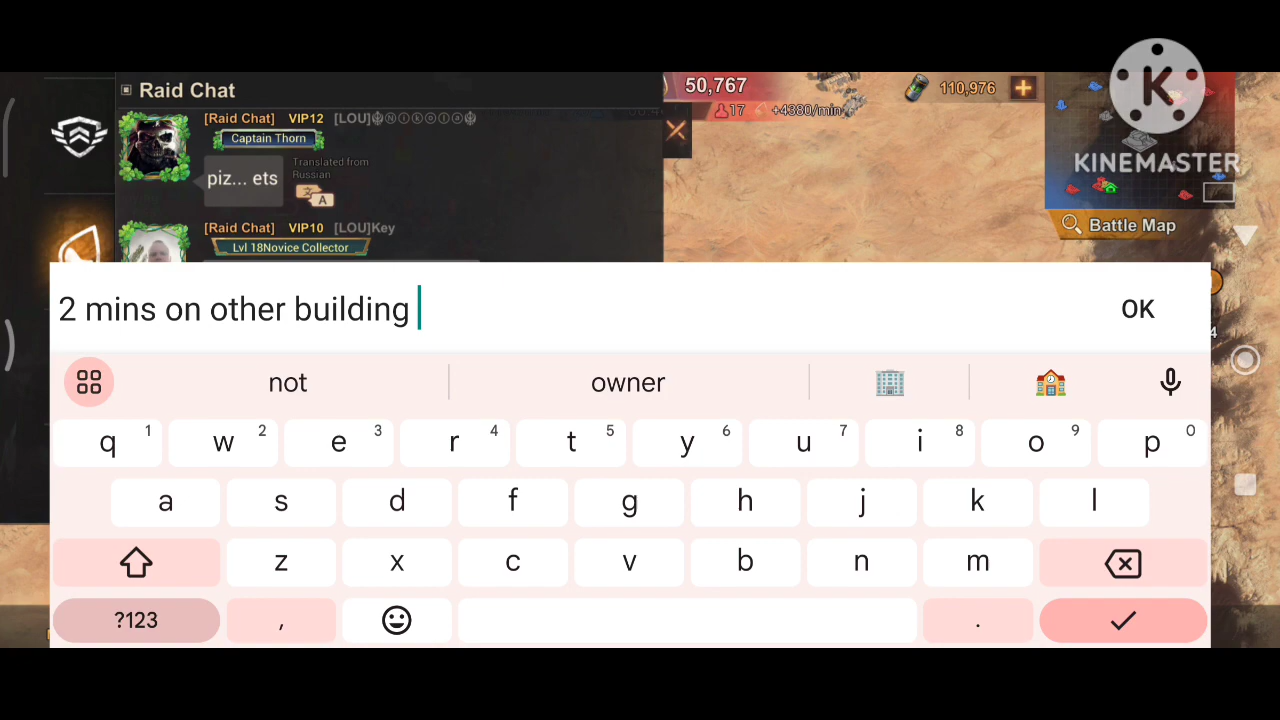 Raid Chat
50,767
110,976
17
+4380/min
[Raid Chat] VIP12 [LOU]ⓃⓘⓚⓞⓛⓐK
Captain Thorn
piz... ets
Translated from
Russian
A
KINEMASTER
[Raid Chat] VIP10 [LOU]Key
Lvl 18Novice Collector
Battle Map
2 mins on other building
OK
4
not
owner
q 1 w 2 e 3 r 4 t 5 y 6 u 7 i 8 o 9 p 0
a s d f g h j k l
z x c v b n m
?123 , .